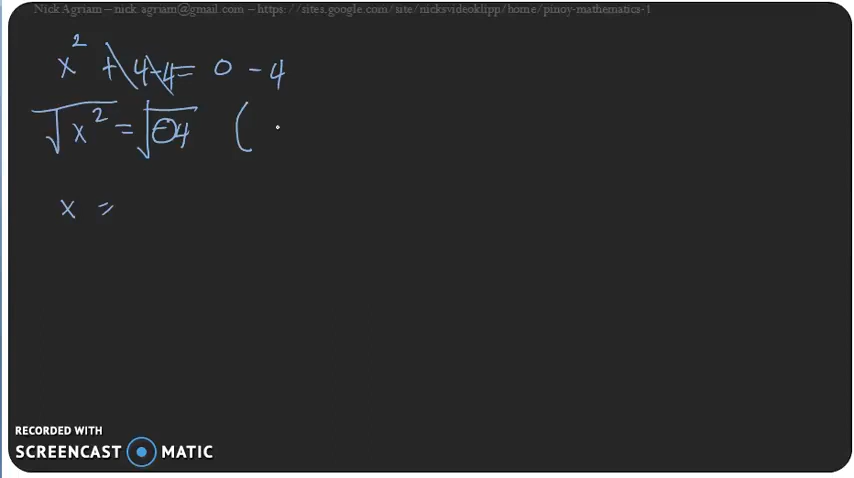 Nick Agriam – nick.agriam@gmail.com – https://sites.google.com/site/nicksvideoklipp/home/pinoy-mathematics-1
x² + 4 - 4 = 0 - 4
√x² = √-4 (
x =
RECORDED WITH
SCREENCAST MATIC